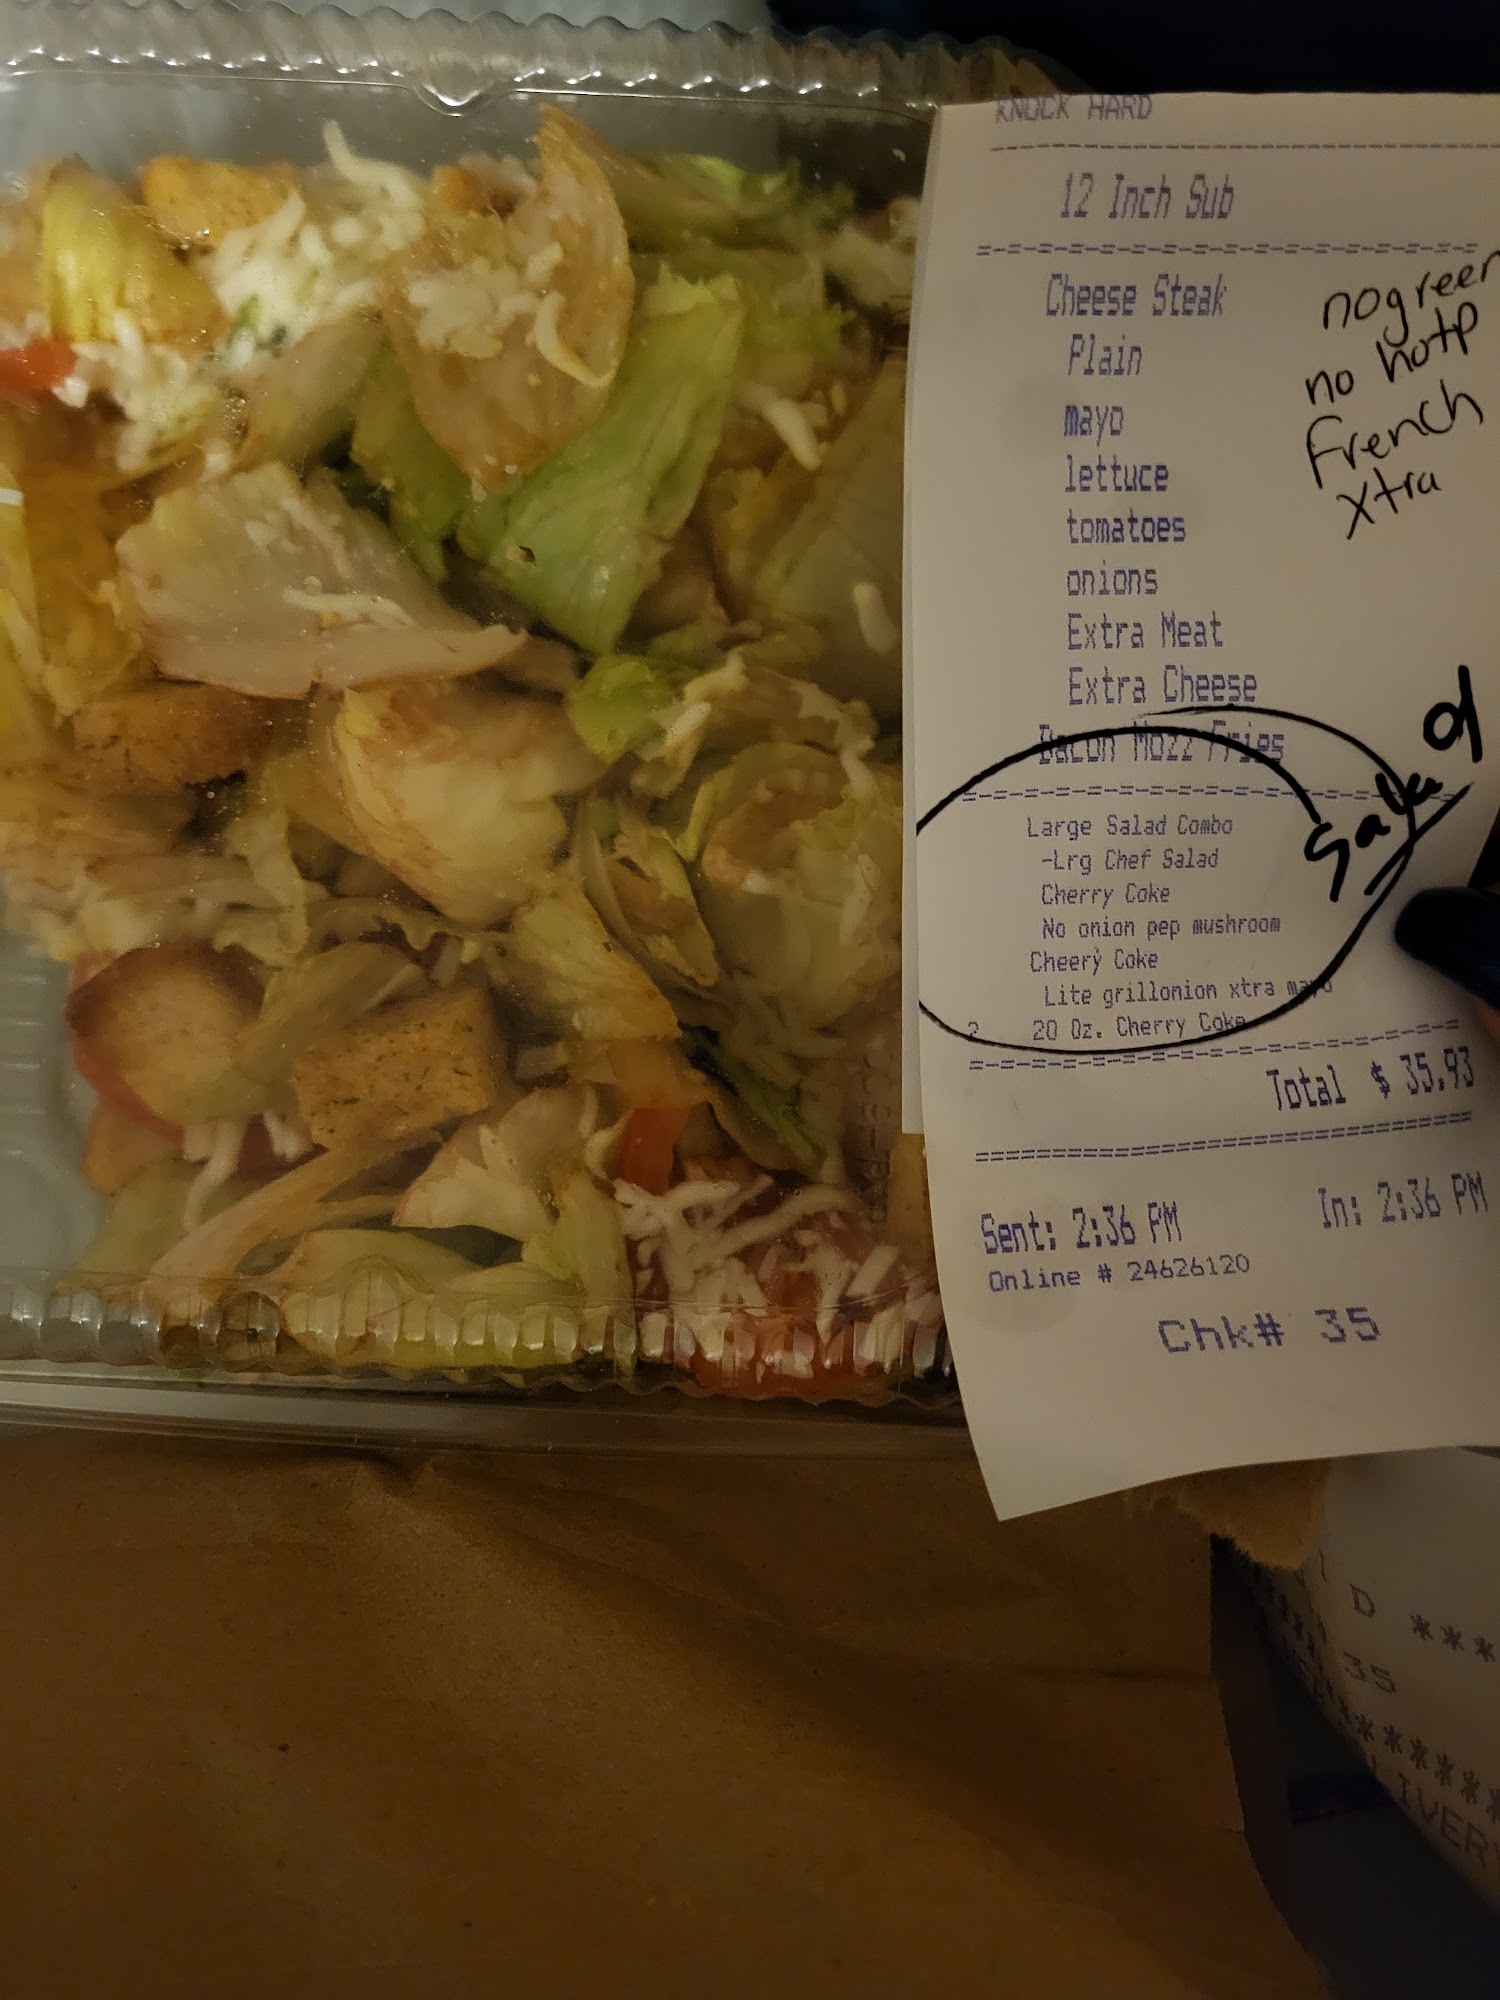 KNOCK HARD
12 Inch Sub
Cheese Steak
Plain
mayo
lettuce
tomatoes
onions
Extra Meat
Extra Cheese
Bacon Mozz Fries
no green
no hotp
French
xtra
Salad
Large Salad Combo
-Lrg Chef Salad
Cherry Coke
No onion pep mushroom
Cheery Coke
Lite grillonion xtra mayo
2 20 Oz. Cherry Coke
Total $ 35.93
Sent: 2:36 PM In: 2:36 PM
Online # 24626120
Chk# 35
D ***
35
*********
LIVERY